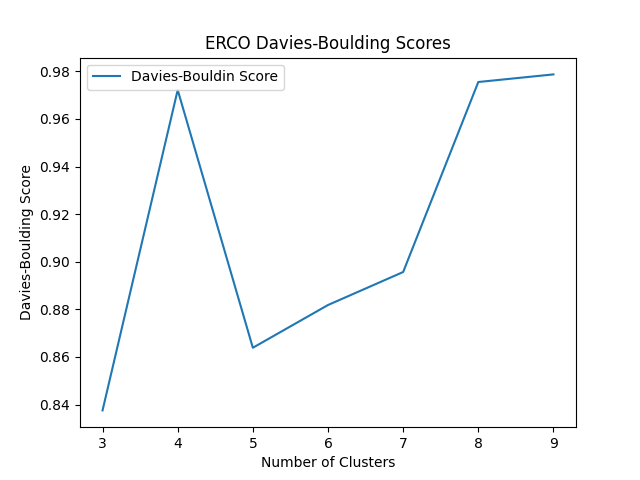 ERCO Davies-Boulding Scores
Davies-Bouldin Score
Davies-Boulding Score
0.98
0.96
0.94
0.92
0.90
0.88
0.86
0.84
3 4 5 6 7 8 9
Number of Clusters